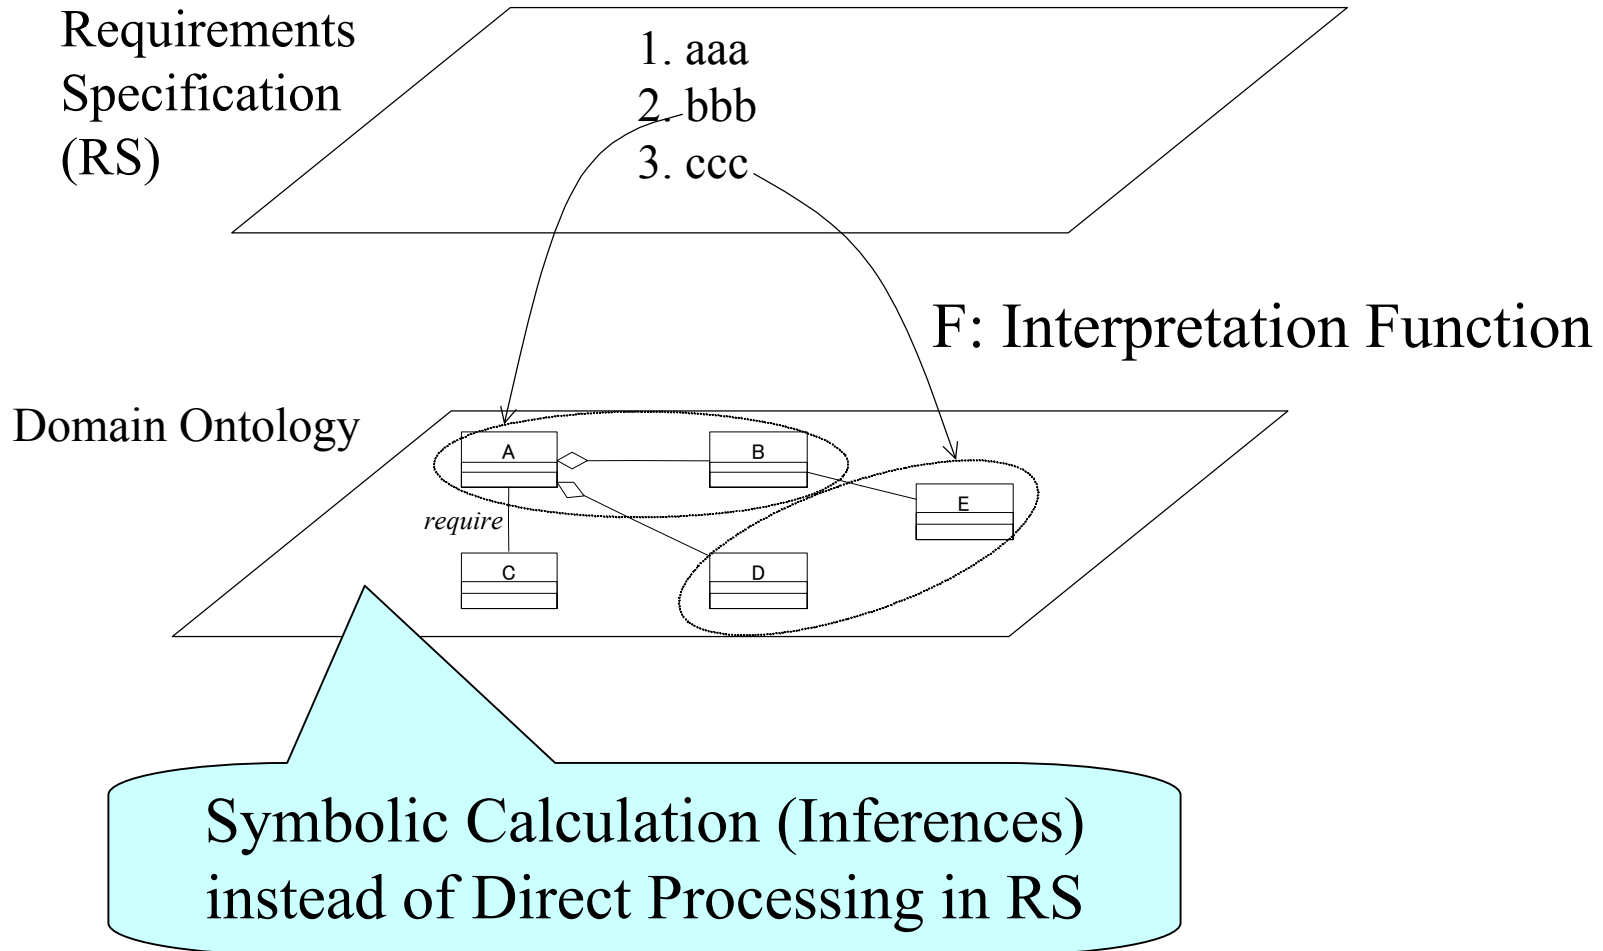 Requirements
Specification
(RS)
1. aaa
2. bbb
3. ccc
F: Interpretation Function
Domain Ontology
A
B
E
require
C
D
Symbolic Calculation (Inferences)
instead of Direct Processing in RS